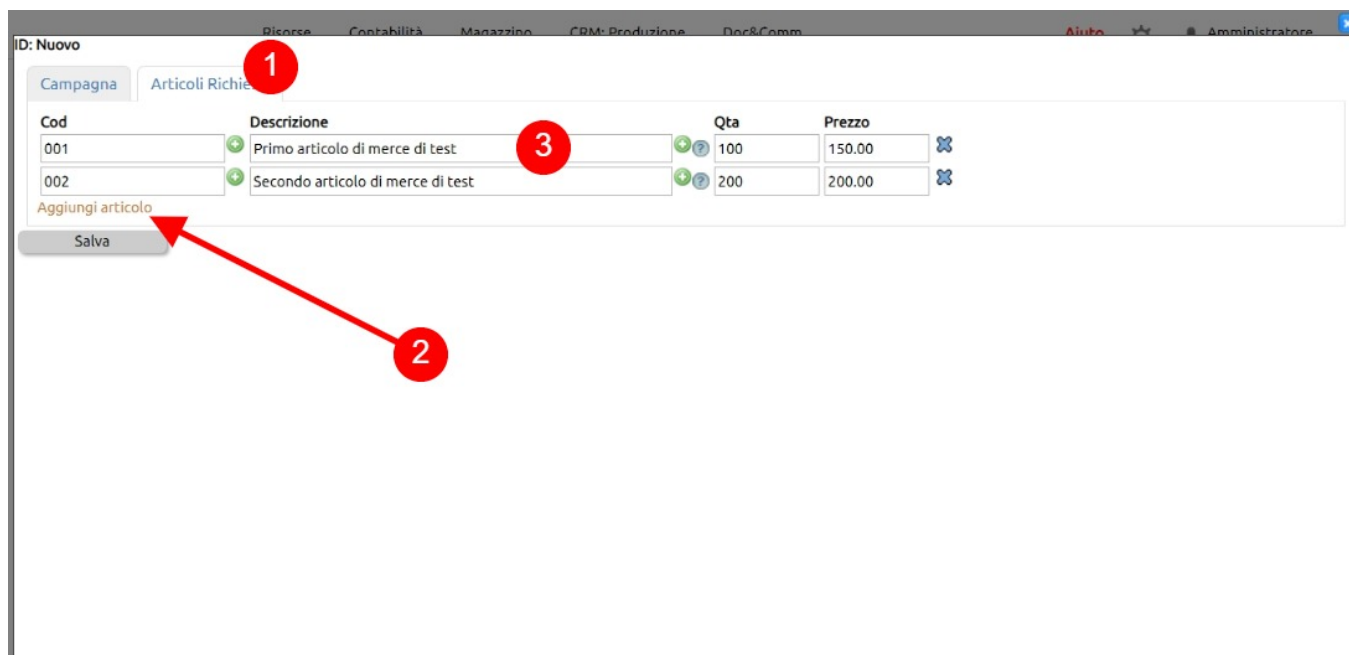 Risorse Contabilità Magazzino CRM: Produzione Doc&Comm Aiuto Amministratore
ID: Nuovo
1
Campagna Articoli
Cod Descrizione Qta Prezzo
001 Primo articolo di merce di test 3 100 150.00
002 Secondo articolo di merce di test 200 200.00
Aggiungi articolo
Salva
2